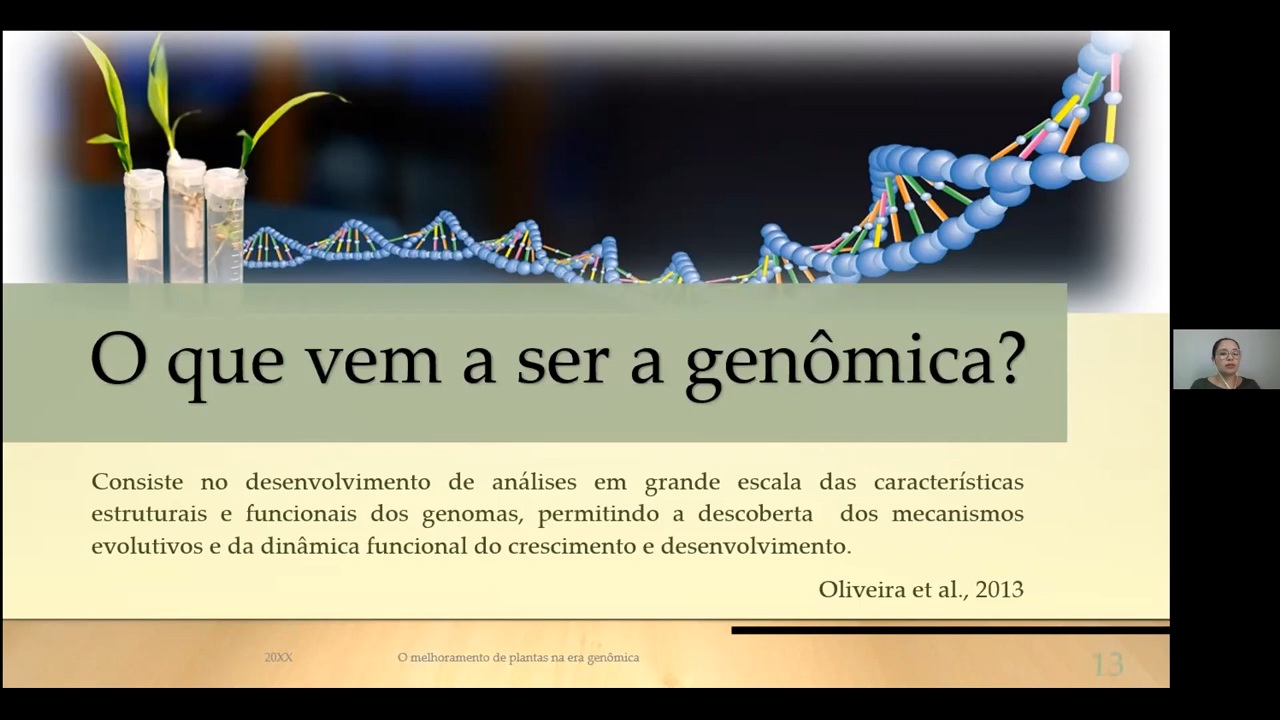 O que vem a ser a genômica?
Consiste no desenvolvimento de análises em grande escala das características
estruturais e funcionais dos genomas, permitindo a descoberta dos mecanismos
evolutivos e da dinâmica funcional do crescimento e desenvolvimento.
Oliveira et al., 2013
20XX
O melhoramento de plantas na era genômica
13